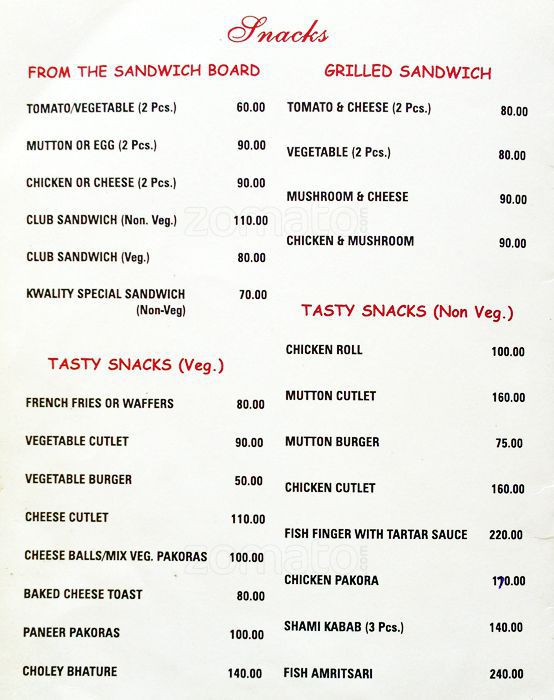 Snacks
FROM THE SANDWICH BOARD
TOMATO/VEGETABLE (2 Pcs.) 60.00
MUTTON OR EGG (2 Pcs.) 90.00
CHICKEN OR CHEESE (2 Pcs.) 90.00
CLUB SANDWICH (Non. Veg.) 110.00
CLUB SANDWICH (Veg.) 80.00
KWALITY SPECIAL SANDWICH 70.00
(Non-Veg)
TASTY SNACKS (Veg.)
FRENCH FRIES OR WAFFERS 80.00
VEGETABLE CUTLET 90.00
VEGETABLE BURGER 50.00
CHEESE CUTLET 110.00
CHEESE BALLS/MIX VEG. PAKORAS 100.00
BAKED CHEESE TOAST 80.00
PANEER PAKORAS 100.00
CHOLEY BHATURE 140.00
GRILLED SANDWICH
TOMATO & CHEESE (2 Pcs.) 80.00
VEGETABLE (2 Pcs.) 80.00
MUSHROOM & CHEESE 90.00
CHICKEN & MUSHROOM 90.00
TASTY SNACKS (Non Veg.)
CHICKEN ROLL 100.00
MUTTON CUTLET 160.00
MUTTON BURGER 75.00
CHICKEN CUTLET 160.00
FISH FINGER WITH TARTAR SAUCE 220.00
CHICKEN PAKORA 170.00
SHAMI KABAB (3 Pcs.) 140.00
FISH AMRITSARI 240.00
zomato.com
zomato.com